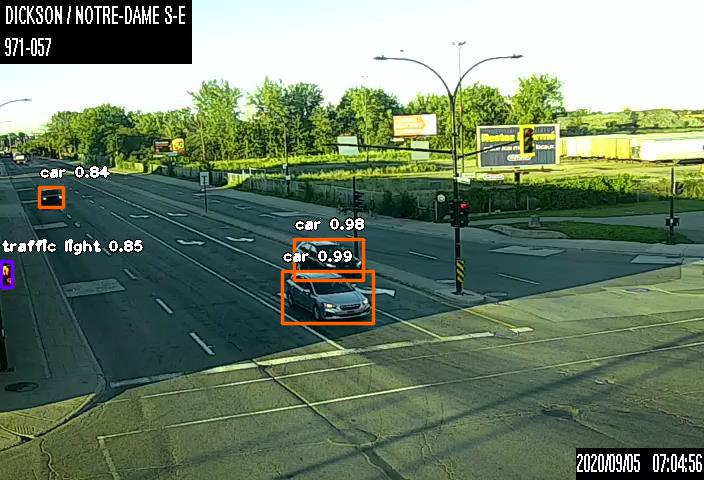 DICKSON / NOTRE-DAME S-E
971-057
car 0.84
car 0.98
traffic light 0.85
car 0.99
2020/09/05 07:04:56